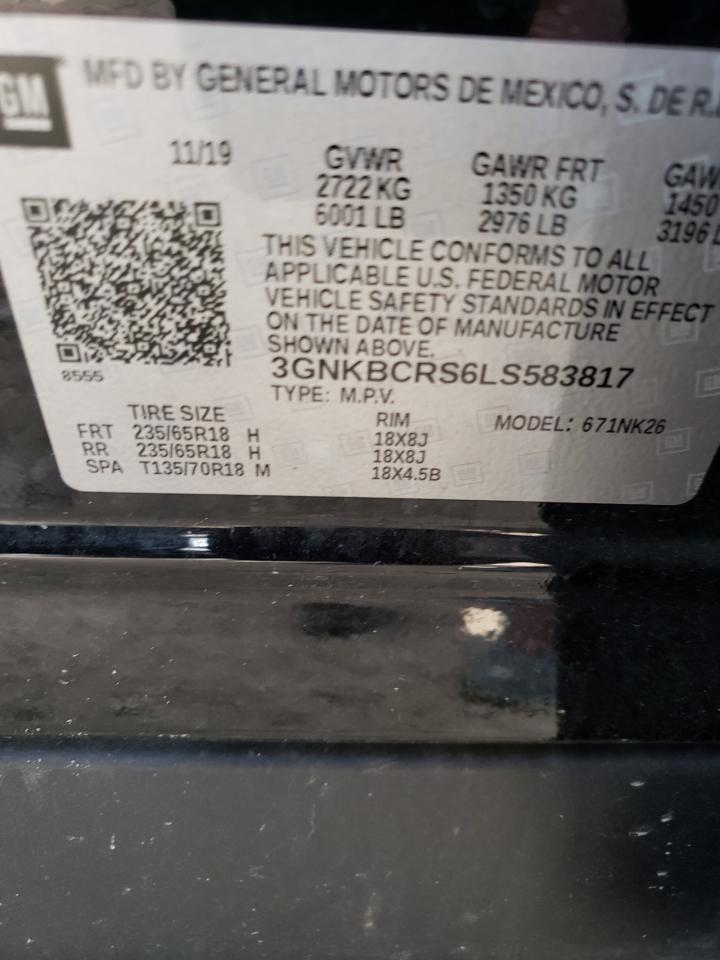 GM
MFD BY GENERAL MOTORS DE MEXICO, S. DE R.
11/19
GVWR
2722 KG
6001 LB
GAWR FRT
1350 KG
2976 LB
GAW
1450
3196 L
THIS VEHICLE CONFORMS TO ALL
APPLICABLE U.S. FEDERAL MOTOR
VEHICLE SAFETY STANDARDS IN EFFECT
ON THE DATE OF MANUFACTURE
SHOWN ABOVE.
8555
3GNKBCRS6LS583817
TYPE: M.P.V.
MODEL: 671NK26
TIRE SIZE
RIM
FRT 235/65R18 H 18X8J
RR 235/65R18 H 18X8J
SPA T135/70R18 M 18X4.5B